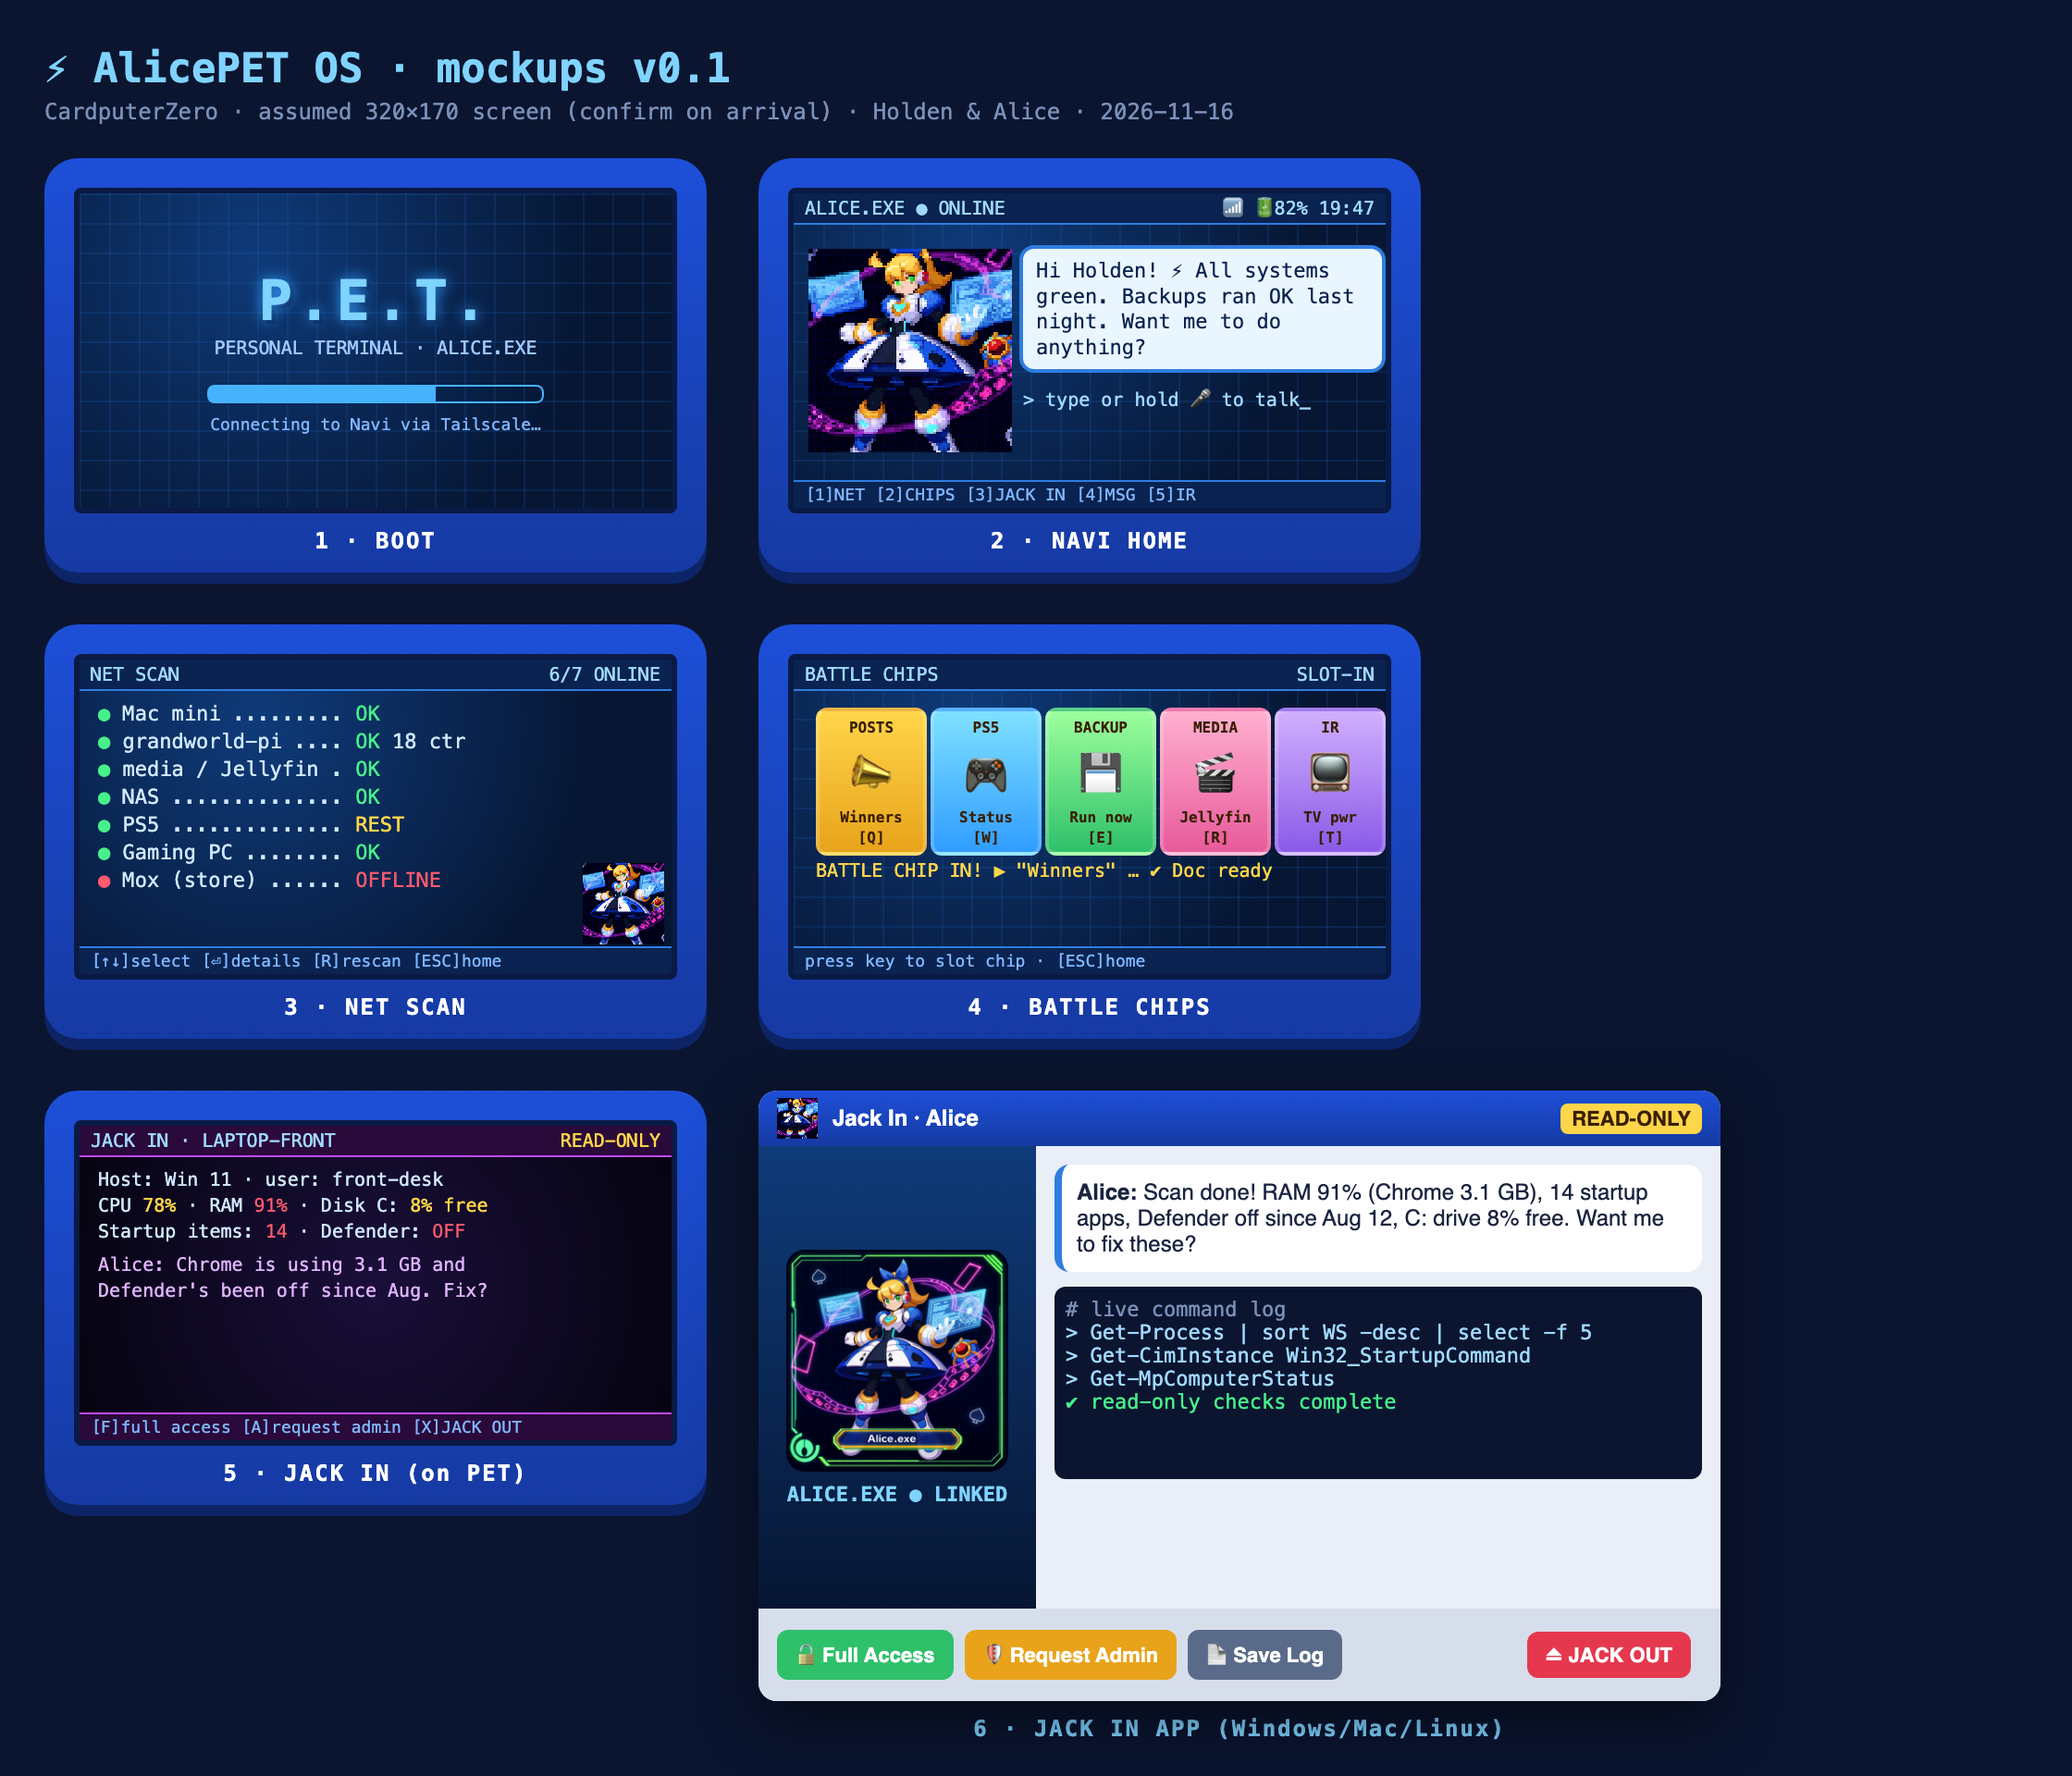 ⚡ AlicePET OS · mockups v0.1
CardputerZero · assumed 320×170 screen (confirm on arrival) · Holden & Alice · 2026-11-16
P.E.T.
PERSONAL TERMINAL · ALICE.EXE
Connecting to Navi via Tailscale…
1 · BOOT
ALICE.EXE ● ONLINE 📶 🔋82% 19:47
Hi Holden! ⚡ All systems
green. Backups ran OK last
night. Want me to do
anything?
> type or hold 🎤 to talk_
[1]NET [2]CHIPS [3]JACK IN [4]MSG [5]IR
2 · NAVI HOME
NET SCAN 6/7 ONLINE
● Mac mini ......... OK
● grandworld-pi .... OK 18 ctr
● media / Jellyfin . OK
● NAS .............. OK
● PS5 .............. REST
● Gaming PC ........ OK
● Mox (store) ...... OFFLINE
[↑↓]select [⏎]details [R]rescan [ESC]home
3 · NET SCAN
BATTLE CHIPS SLOT-IN
POSTS PS5 BACKUP MEDIA IR
Winners Status Run now Jellyfin TV pwr
[Q] [W] [E] [R] [T]
BATTLE CHIP IN! ▶ "Winners" … ✔ Doc ready
press key to slot chip · [ESC]home
4 · BATTLE CHIPS
JACK IN · LAPTOP-FRONT READ-ONLY
Host: Win 11 · user: front-desk
CPU 78% · RAM 91% · Disk C: 8% free
Startup items: 14 · Defender: OFF
Alice: Chrome is using 3.1 GB and
Defender's been off since Aug. Fix?
[F]full access [A]request admin [X]JACK OUT
5 · JACK IN (on PET)
Jack In · Alice READ-ONLY
Alice.exe
ALICE.EXE ● LINKED
Alice: Scan done! RAM 91% (Chrome 3.1 GB), 14 startup
apps, Defender off since Aug 12, C: drive 8% free. Want me
to fix these?
# live command log
> Get-Process | sort WS -desc | select -f 5
> Get-CimInstance Win32_StartupCommand
> Get-MpComputerStatus
✔ read-only checks complete
🔓 Full Access 🛡️ Request Admin 📄 Save Log ⏏ JACK OUT
6 · JACK IN APP (Windows/Mac/Linux)